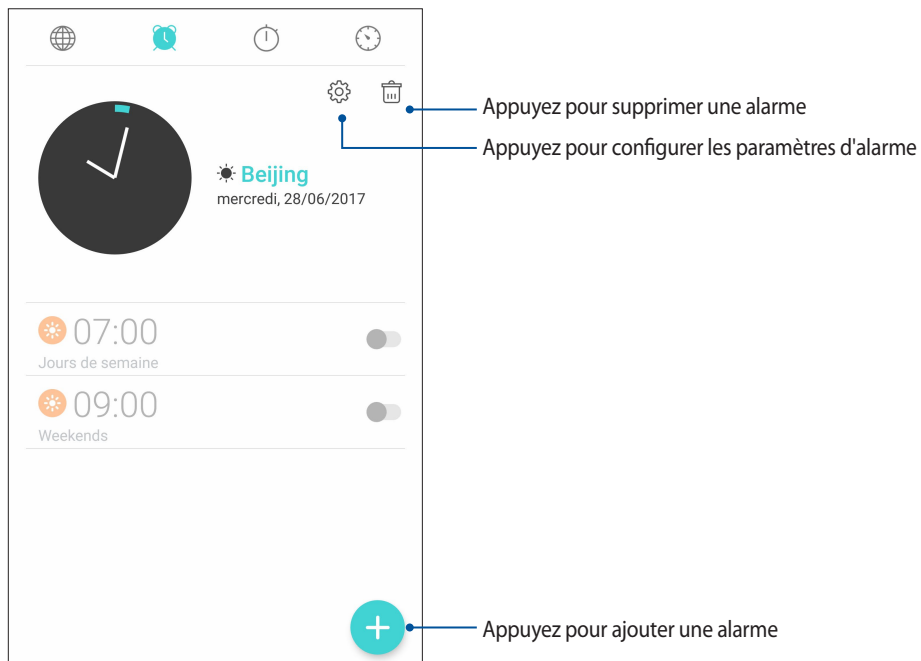 Appuyez pour supprimer une alarme
Appuyez pour configurer les paramètres d'alarme
Beijing
mercredi, 28/06/2017
07:00
Jours de semaine
09:00
Weekends
Appuyez pour ajouter une alarme